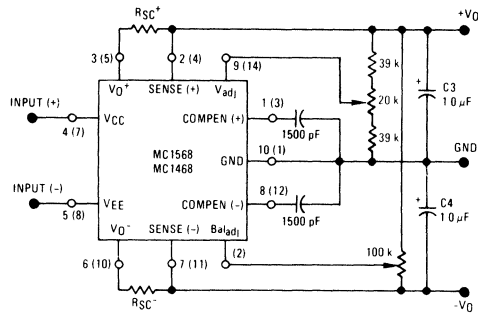 RSC+
+VO
3 (5)
2 (4)
9 (14)
39 k
VO+
SENSE (+)
Vadj
C3
+
10 µF
INPUT (+)
VCC
COMPEN (+)
1 (3)
20 k
4 (7)
1500 pF
39 k
MC1568
MC1468
GND
10 (1)
GND
INPUT (-)
8 (12)
VEE
COMPEN (-)
C4
+
10 µF
5 (8)
1500 pF
VO-
SENSE (-)
Baladj
100 k
6 (10)
7 (11)
(2)
RSC-
-VO